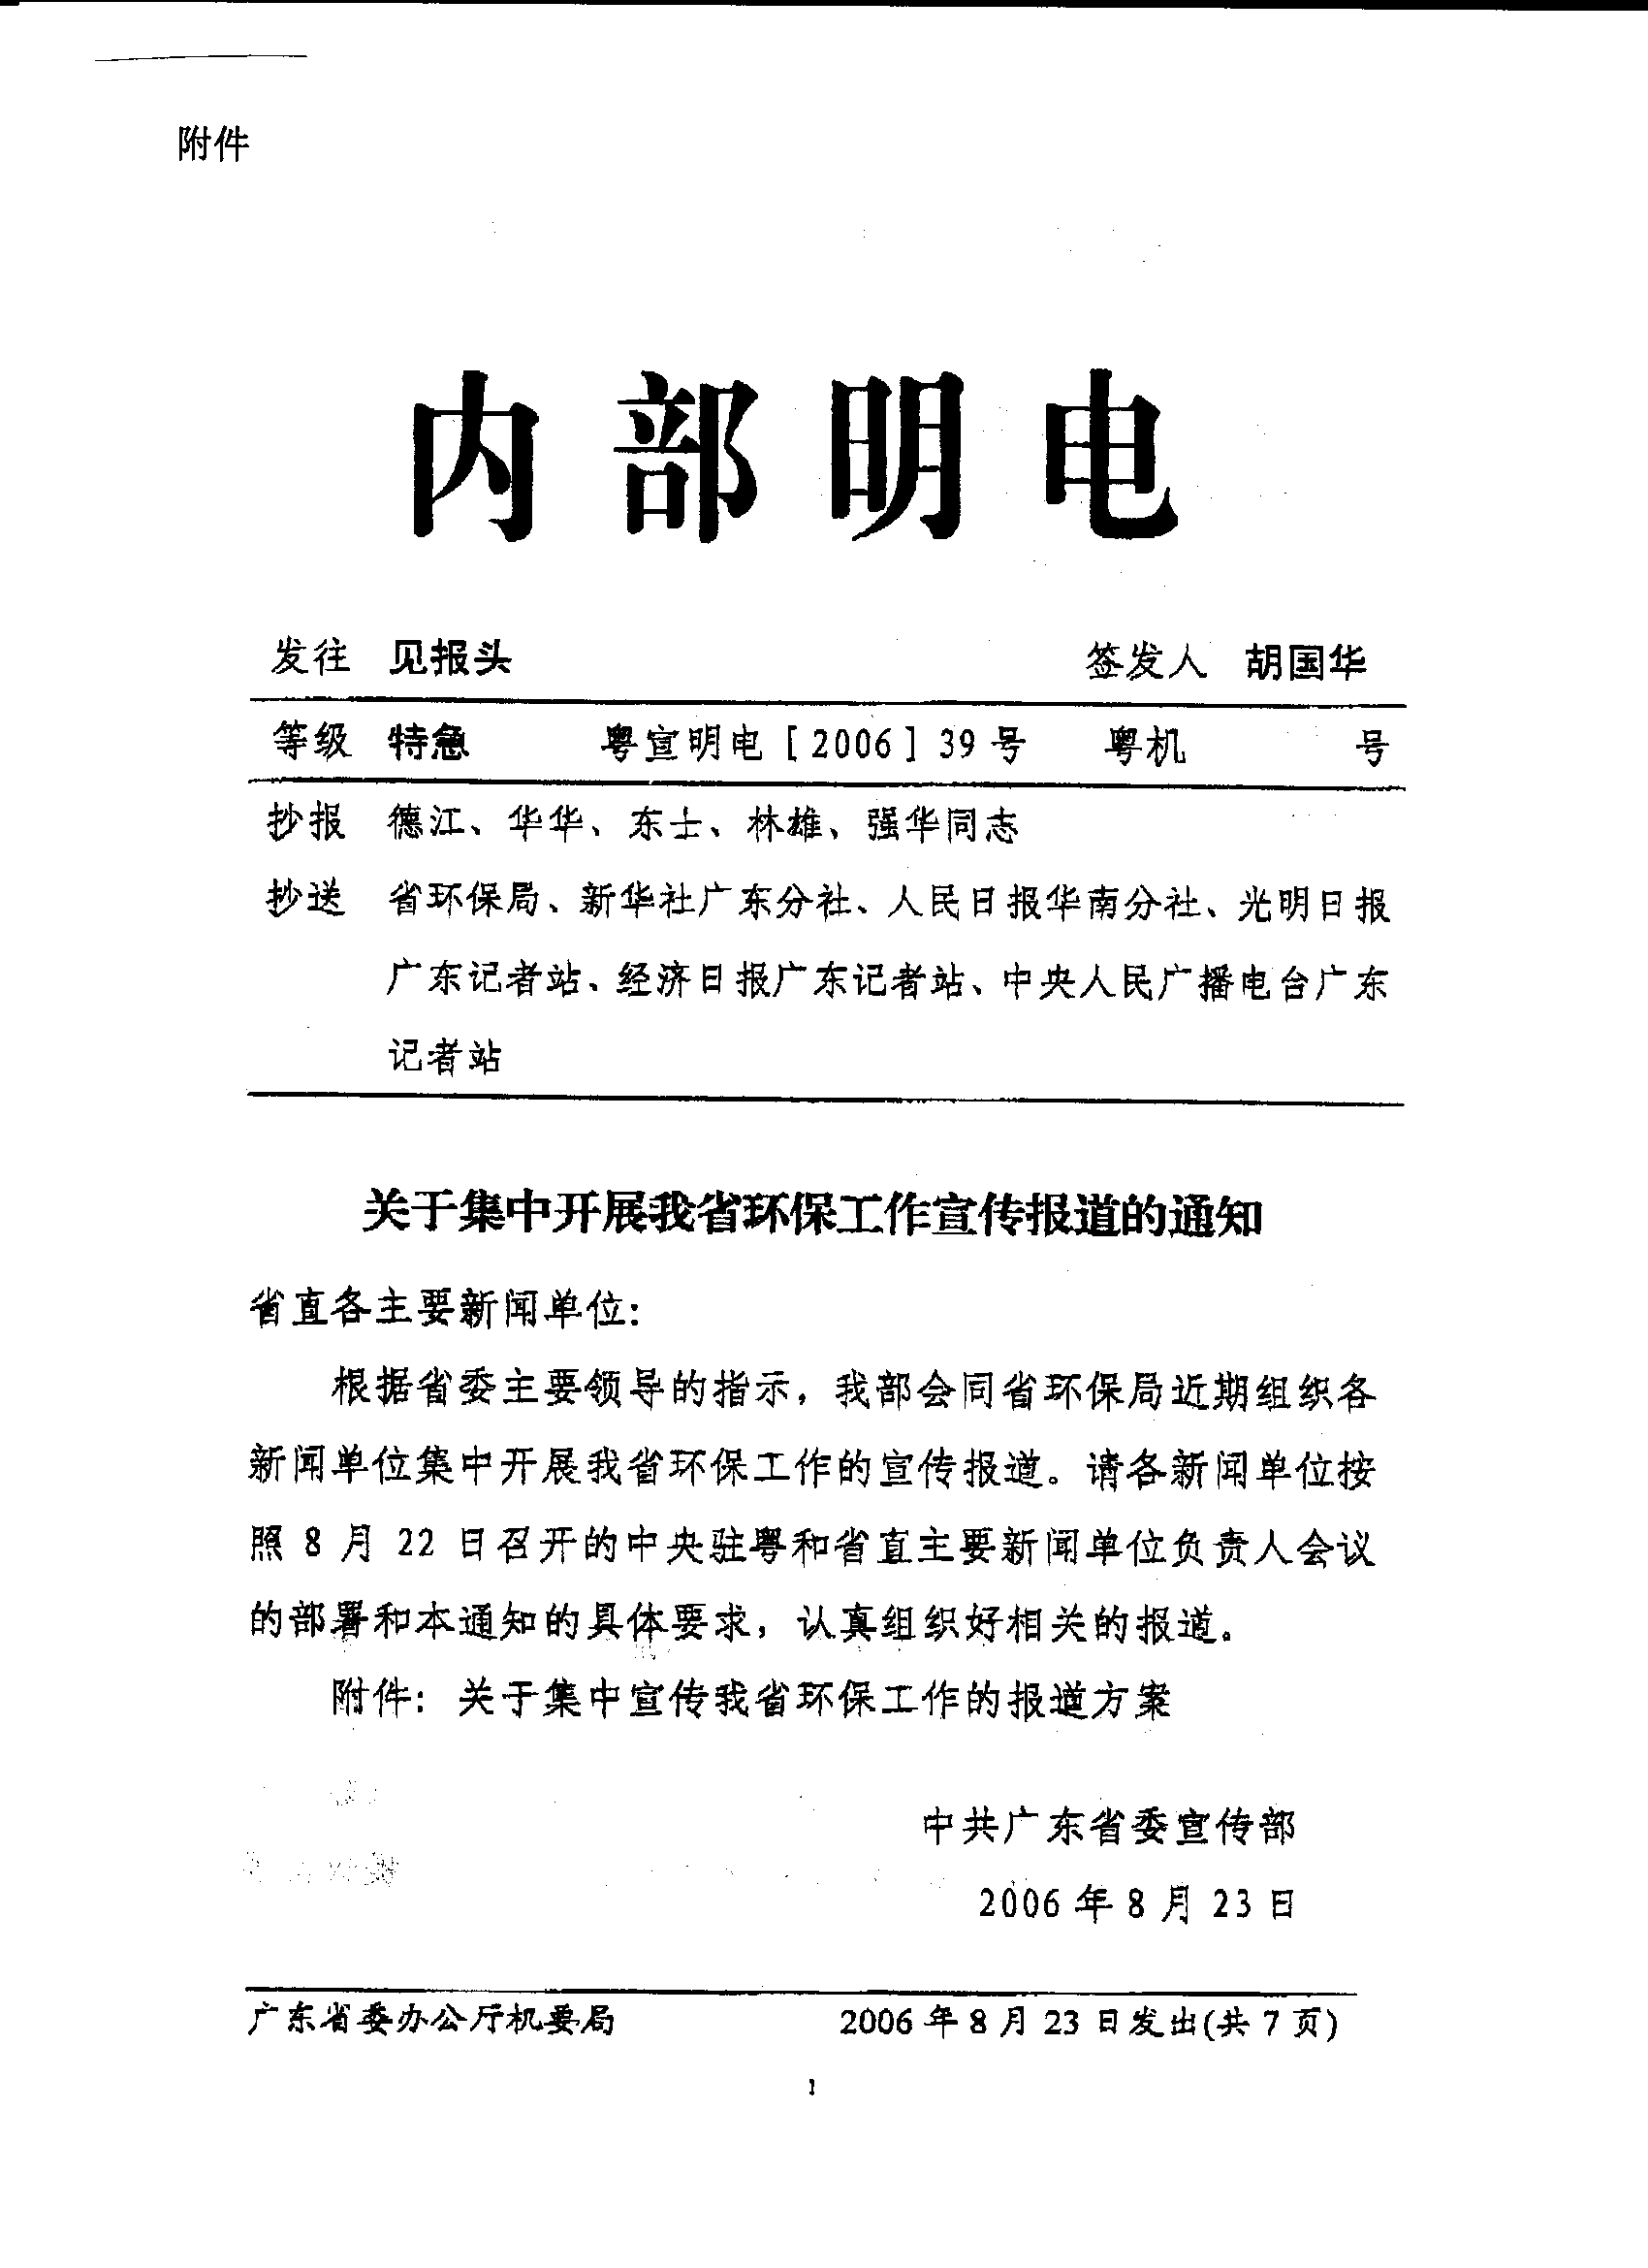 附件
内部明电
发往 见报头 签发人 胡国华
等级 特急 粤宣明电［2006］39号 粤机 号
抄报 德江、华华、东士、林雄、强华同志
抄送 省环保局、新华社广东分社、人民日报华南分社、光明日报
广东记者站、经济日报广东记者站、中央人民广播电台广东
记者站
关于集中开展我省环保工作宣传报道的通知
省直各主要新闻单位：
根据省委主要领导的指示，我部会同省环保局近期组织各
新闻单位集中开展我省环保工作的宣传报道。请各新闻单位按
照 8 月 22 日召开的中央驻粤和省直主要新闻单位负责人会议
的部署和本通知的具体要求，认真组织好相关的报道。
附件：关于集中宣传我省环保工作的报道方案
中共广东省委宣传部
2006 年 8 月 23 日
广东省委办公厅机要局 2006 年 8 月 23 日发出(共 7 页)
1